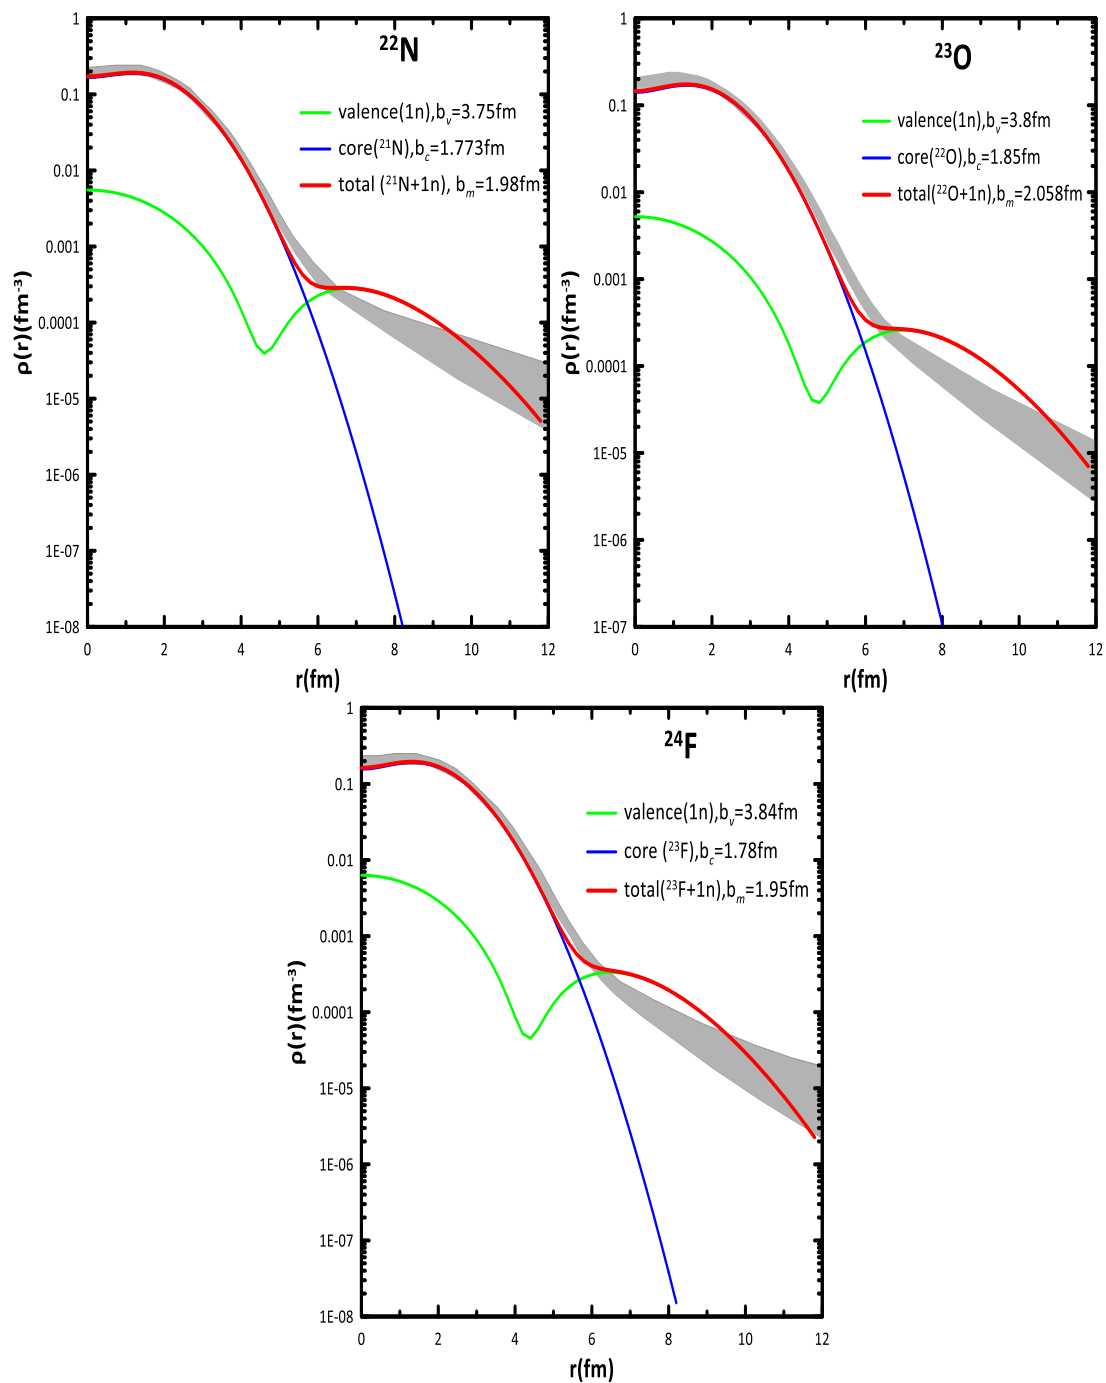 ²²N
valence(1n),bᵥ=3.75fm
core(²¹N),b_c=1.773fm
total (²¹N+1n), b_m=1.98fm
1
0.1
0.01
0.001
0.0001
1E-05
1E-06
1E-07
1E-08
ρ(r)(fm⁻³)
0 2 4 6 8 10 12
r(fm)
²³O
valence(1n),bᵥ=3.8fm
core(²²O),b_c=1.85fm
total(²²O+1n),b_m=2.058fm
1
0.1
0.01
0.001
0.0001
1E-05
1E-06
1E-07
ρ(r)(fm⁻³)
0 2 4 6 8 10 12
r(fm)
²⁴F
valence(1n),bᵥ=3.84fm
core (²³F),b_c=1.78fm
total(²³F+1n),b_m=1.95fm
1
0.1
0.01
0.001
0.0001
1E-05
1E-06
1E-07
1E-08
ρ(r)(fm⁻³)
0 2 4 6 8 10 12
r(fm)